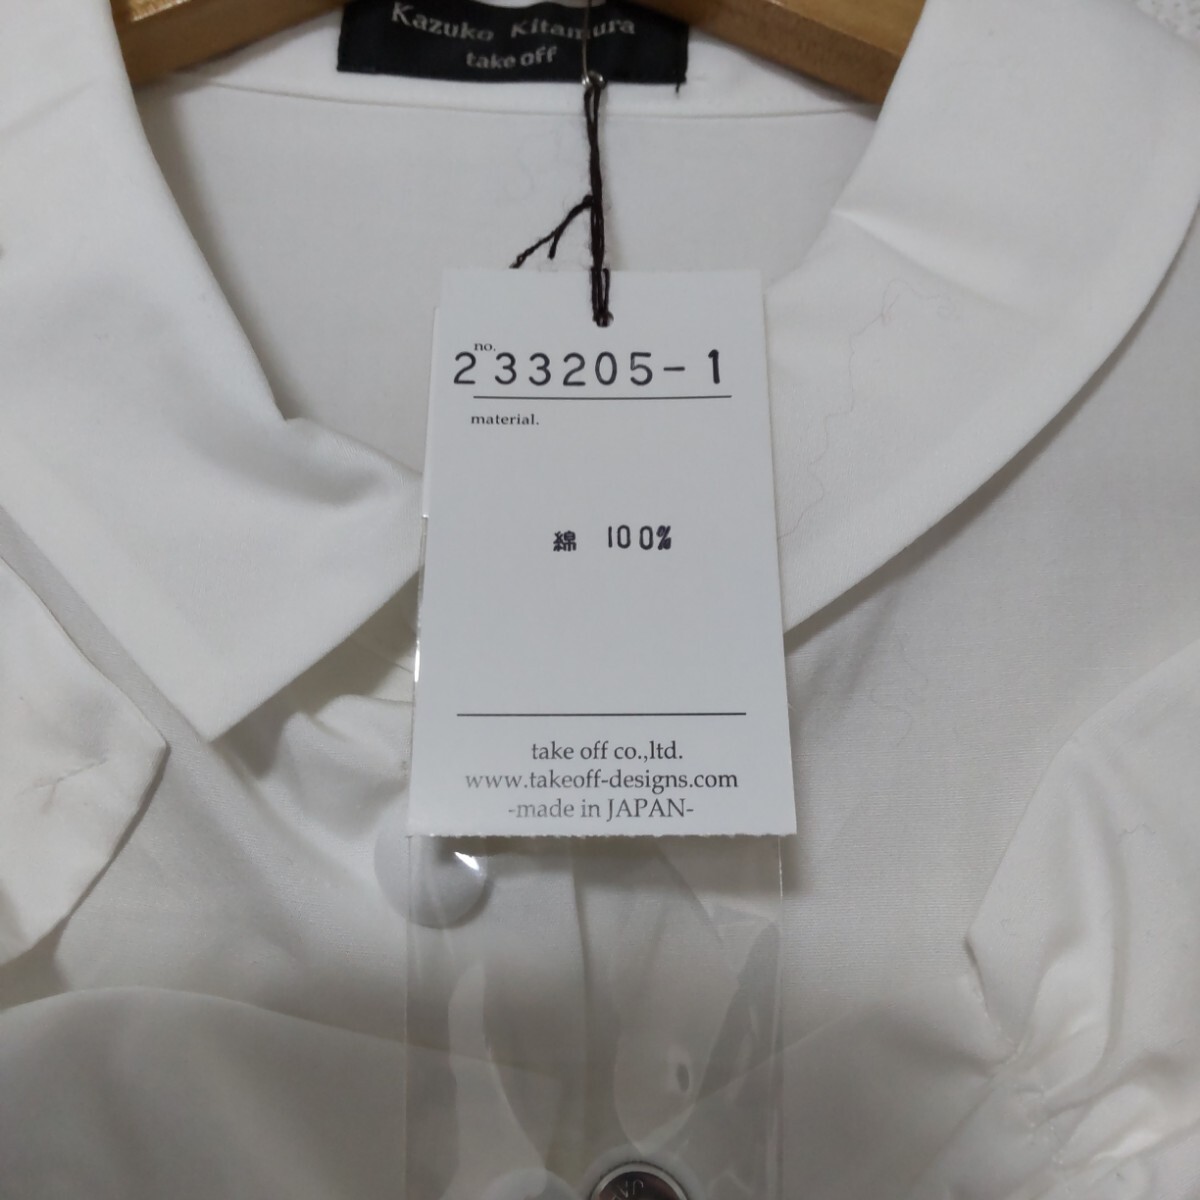 Kazuko Kitamura
take off
no.
233205-1
material.
綿 100%
take off co.,ltd.
www.takeoff-designs.com
-made in JAPAN-